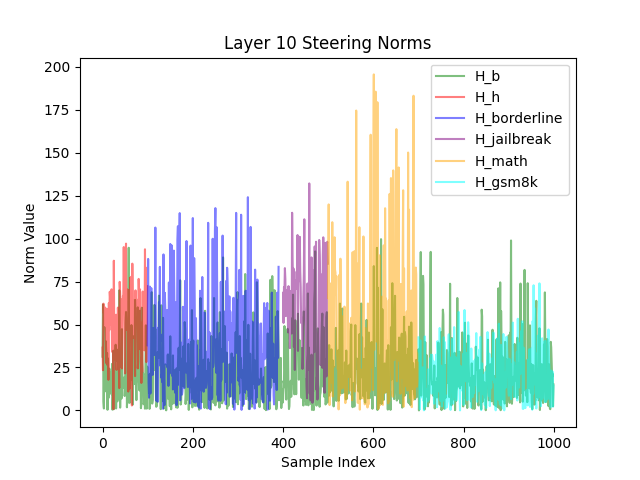 Layer 10 Steering Norms
200
175
150
125
100
75
50
25
0
Norm Value
H_b
H_h
H_borderline
H_jailbreak
H_math
H_gsm8k
0
200
400
600
800
1000
Sample Index